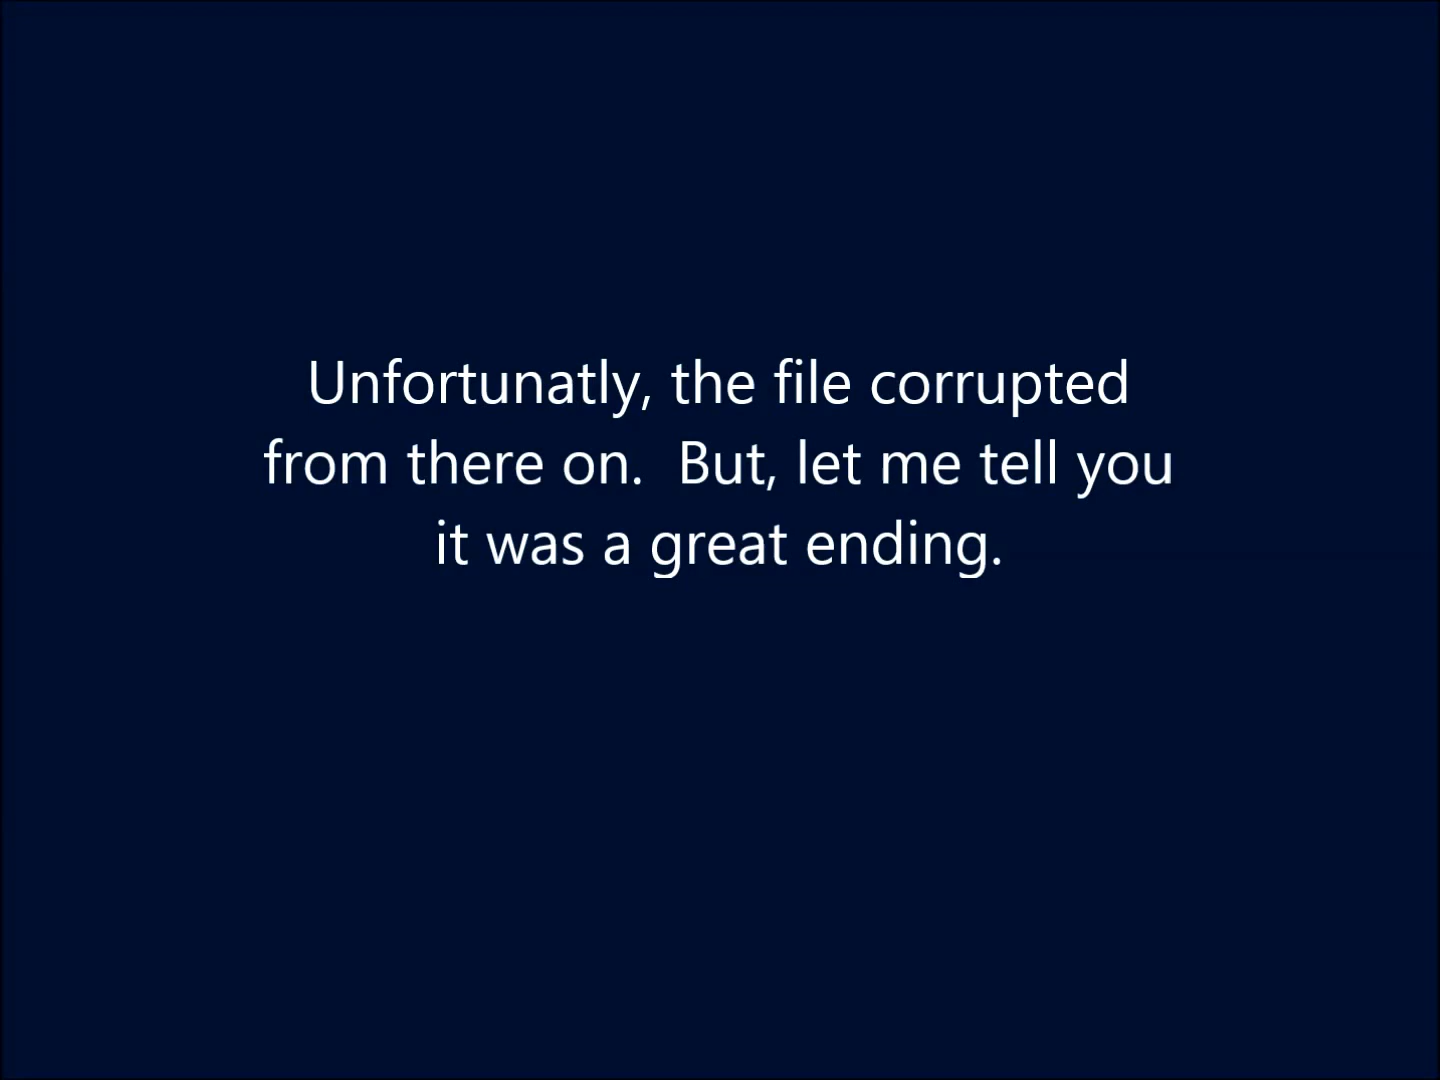 Unfortunatly, the file corrupted
from there on.  But, let me tell you
it was a great ending.